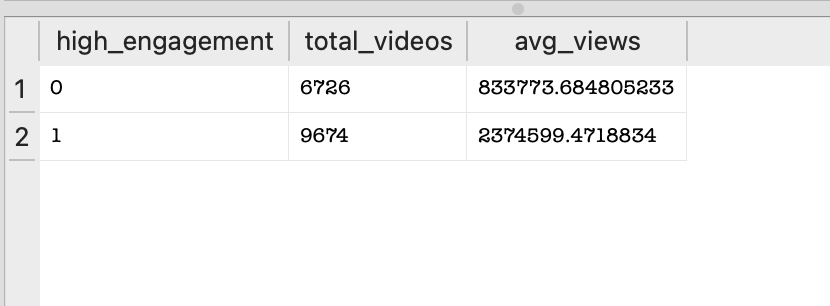 high_engagement total_videos avg_views
1 0 6726 833773.684805233
2 1 9674 2374599.4718834